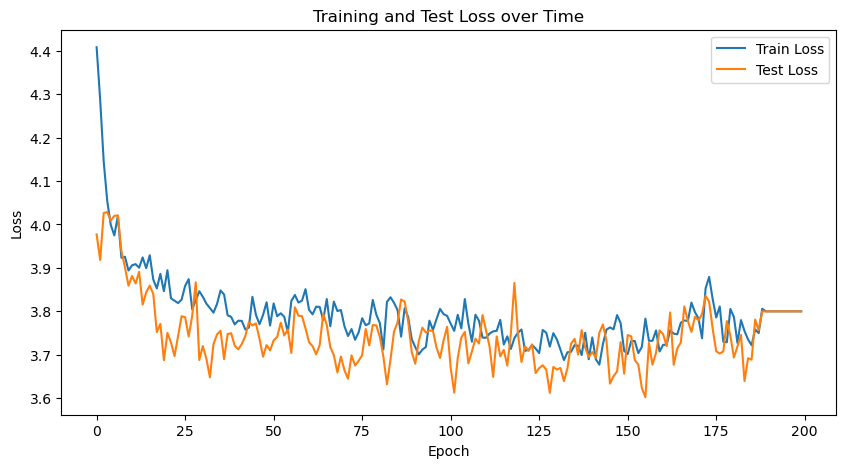 Training and Test Loss over Time
Train Loss
Test Loss
4.4
4.3
4.2
4.1
4.0
3.9
3.8
3.7
3.6
Loss
0 25 50 75 100 125 150 175 200
Epoch